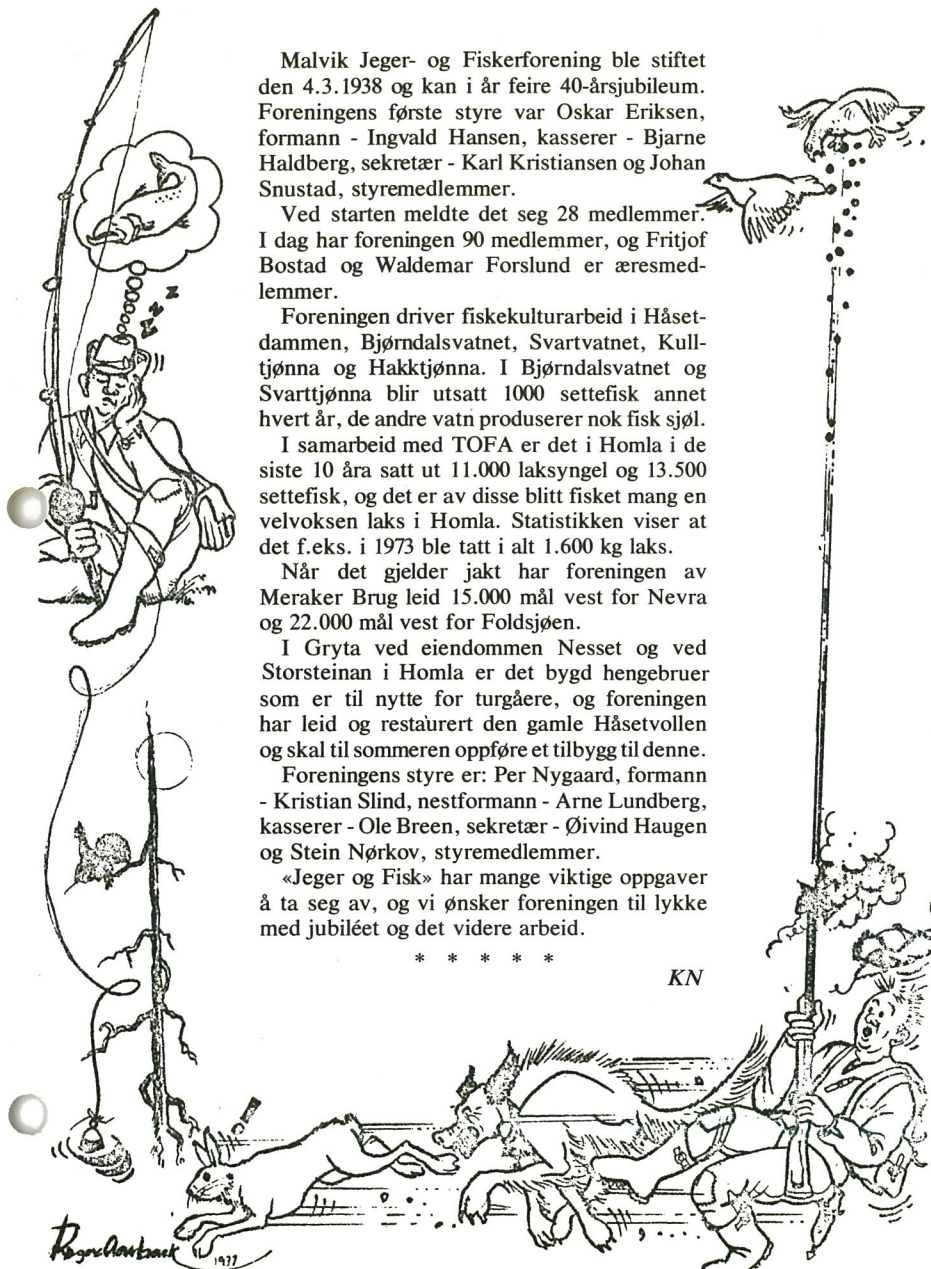 Malvik Jeger- og Fiskerforening ble stiftet
den 4.3.1938 og kan i år feire 40-årsjubileum.
Foreningens første styre var Oskar Eriksen,
formann - Ingvald Hansen, kasserer - Bjarne
Haldberg, sekretær - Karl Kristiansen og Johan
Snustad, styremedlemmer.
Ved starten meldte det seg 28 medlemmer.
I dag har foreningen 90 medlemmer, og Fritjof
Bostad og Waldemar Forslund er æresmed-
lemmer.
Foreningen driver fiskekulturarbeid i Håset-
dammen, Bjørndalsvatnet, Svartvatnet, Kull-
tjønna og Hakktjønna. I Bjørndalsvatnet og
Svarttjønna blir utsatt 1000 settefisk annet
hvert år, de andre vatn produserer nok fisk sjøl.
I samarbeid med TOFA er det i Homla i de
siste 10 åra satt ut 11.000 laksyngel og 13.500
settefisk, og det er av disse blitt fisket mang en
velvoksen laks i Homla. Statistikken viser at
det f.eks. i 1973 ble tatt i alt 1.600 kg laks.
Når det gjelder jakt har foreningen av
Meraker Brug leid 15.000 mål vest for Nevra
og 22.000 mål vest for Foldsjøen.
I Gryta ved eiendommen Nesset og ved
Storsteinan i Homla er det bygd hengebruer
som er til nytte for turgåere, og foreningen
har leid og restaurert den gamle Håsetvollen
og skal til sommeren oppføre et tilbygg til denne.
Foreningens styre er: Per Nygaard, formann
- Kristian Slind, nestformann - Arne Lundberg,
kasserer - Ole Breen, sekretær - Øivind Haugen
og Stein Nørkov, styremedlemmer.
«Jeger og Fisk» har mange viktige oppgaver
å ta seg av, og vi ønsker foreningen til lykke
med jubiléet og det videre arbeid.
* * * * *
KN
z z z z
1977